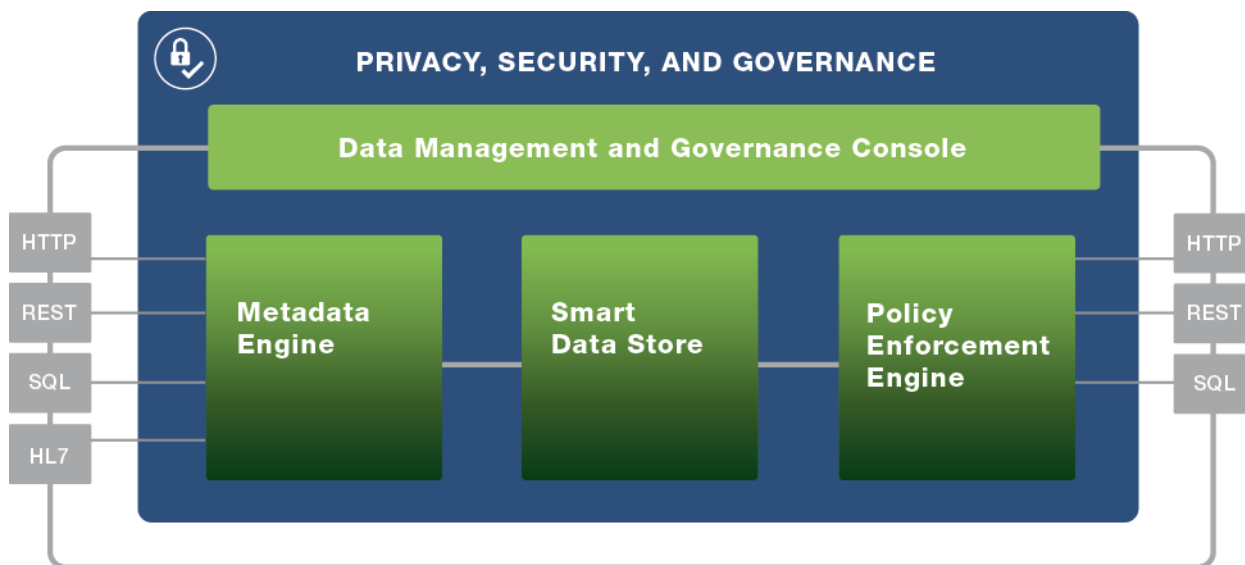 PRIVACY, SECURITY, AND GOVERNANCE
Data Management and Governance Console
HTTP
REST
SQL
HL7
Metadata
Engine
Smart
Data Store
Policy
Enforcement
Engine
HTTP
REST
SQL